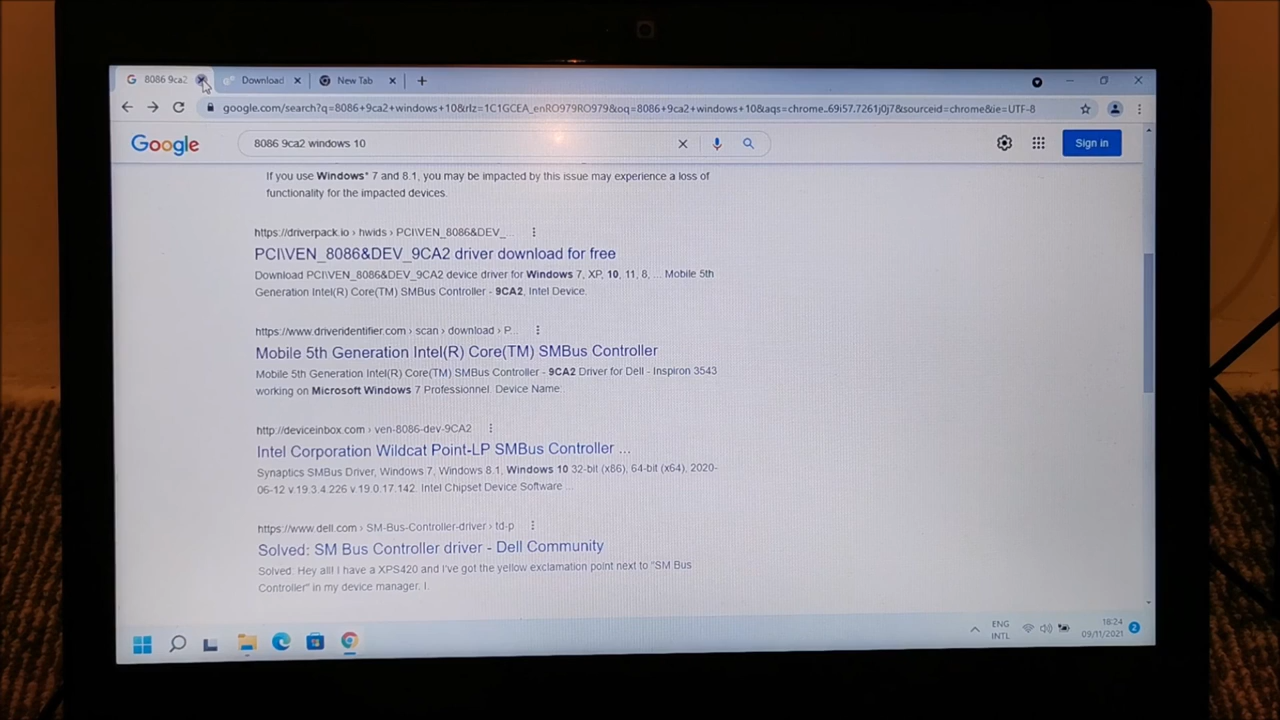 8086 9ca2
Download
New Tab
google.com/search?q=8086+9ca2+windows+10&rlz=1C1GCEA_enRO979RO979&oq=8086+9ca2+windows+10&aqs=chrome..69i57.7261j0j7&sourceid=chrome&ie=UTF-8
Google
8086 9ca2 windows 10
Sign in
If you use Windows* 7 and 8.1, you may be impacted by this issue may experience a loss of
functionality for the impacted devices.
https://driverpack.io › hwids › PCI\VEN_8086&DEV_...
PCI\VEN_8086&DEV_9CA2 driver download for free
Download PCI\VEN_8086&DEV_9CA2 device driver for Windows 7, XP, 10, 11, 8, ... Mobile 5th
Generation Intel(R) Core(TM) SMBus Controller - 9CA2, Intel Device.
https://www.driveridentifier.com › scan › download › P...
Mobile 5th Generation Intel(R) Core(TM) SMBus Controller
Mobile 5th Generation Intel(R) Core(TM) SMBus Controller - 9CA2 Driver for Dell - Inspiron 3543
working on Microsoft Windows 7 Professionnel. Device Name:
http://deviceinbox.com › ven-8086-dev-9CA2
Intel Corporation Wildcat Point-LP SMBus Controller ...
Synaptics SMBus Driver, Windows 7, Windows 8.1, Windows 10 32-bit (x86), 64-bit (x64), 2020-
06-12 v.19.3.4.226 v.19.0.17.142. Intel Chipset Device Software ...
https://www.dell.com › SM-Bus-Controller-driver › td-p
Solved: SM Bus Controller driver - Dell Community
Solved: Hey all! I have a XPS420 and I've got the yellow exclamation point next to "SM Bus
Controller" in my device manager. I.
ENG
INTL
18:24
09/11/2021
2